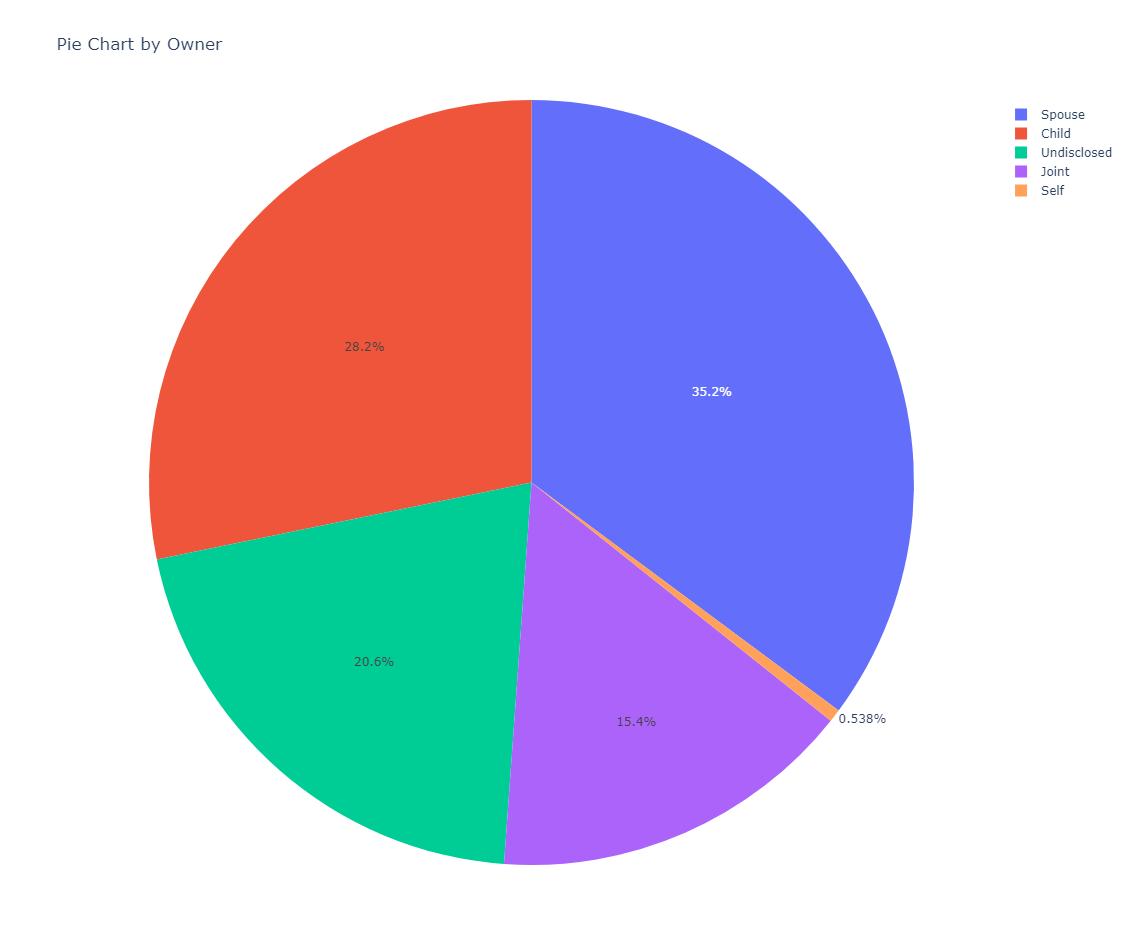 Pie Chart by Owner
Spouse
Child
Undisclosed
Joint
Self
28.2%
35.2%
20.6%
15.4%
0.538%